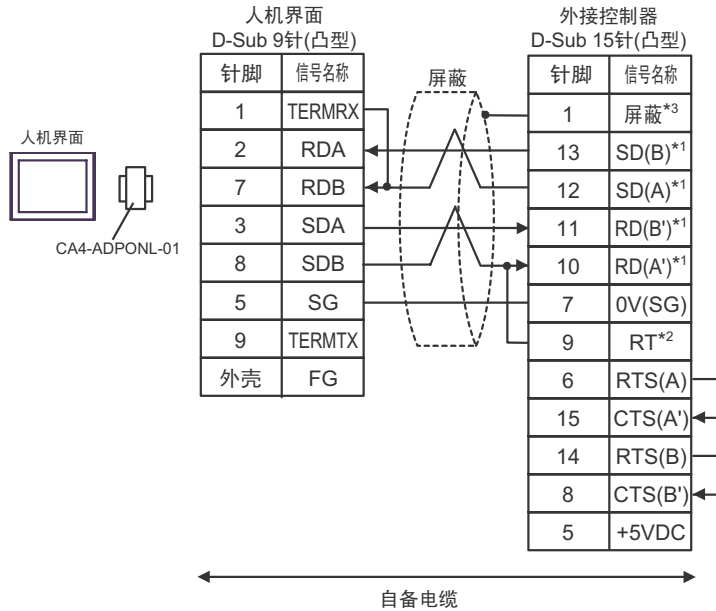 人机界面
D-Sub 9针(凸型)
外接控制器
D-Sub 15针(凸型)
针脚 信号名称
1 TERMRX
2 RDA
7 RDB
3 SDA
8 SDB
5 SG
9 TERMTX
外壳 FG
屏蔽
针脚 信号名称
1 屏蔽*3
13 SD(B)*1
12 SD(A)*1
11 RD(B')*1
10 RD(A')*1
7 0V(SG)
9 RT*2
6 RTS(A)
15 CTS(A')
14 RTS(B)
8 CTS(B')
5 +5VDC
人机界面
CA4-ADPONL-01
自备电缆